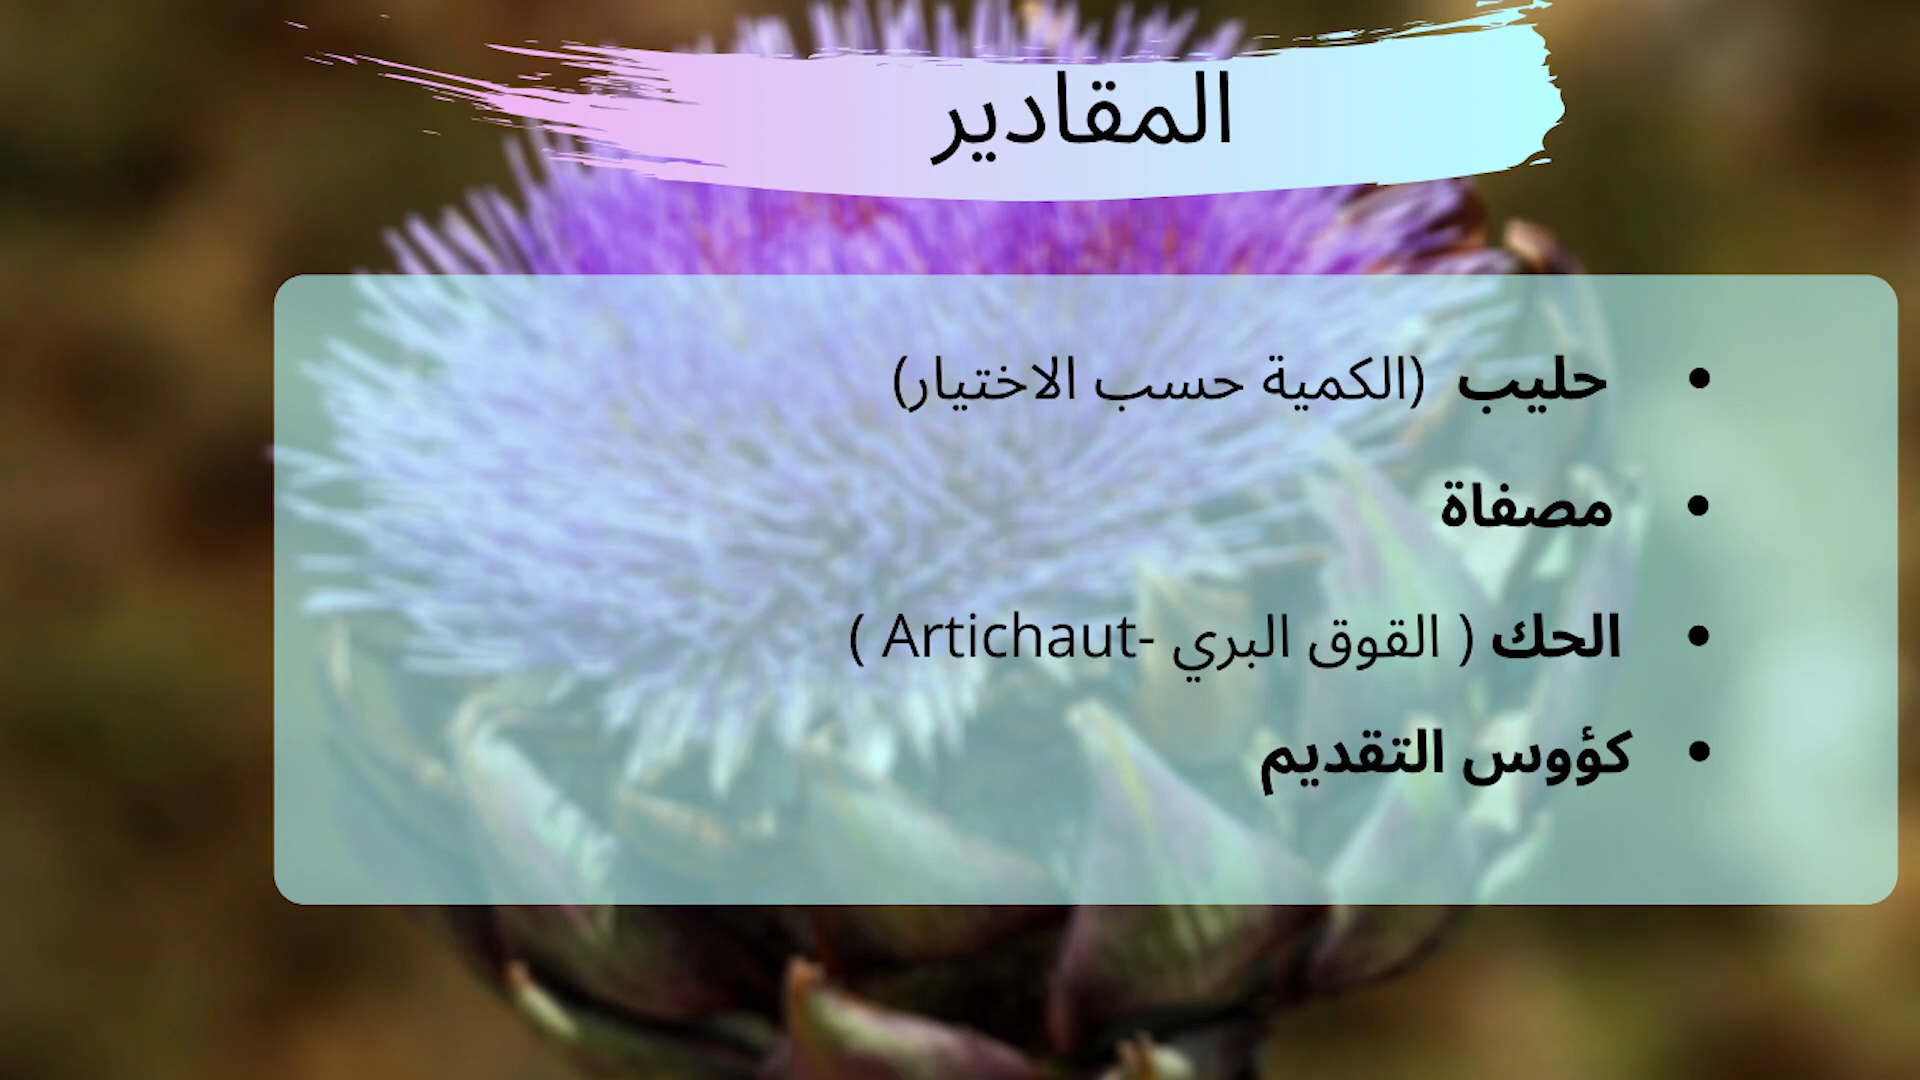 المقادير
• حليب (الكمية حسب الاختيار)
• مصفاة
• الحك ( القوق البري -Artichaut )
• كؤوس التقديم